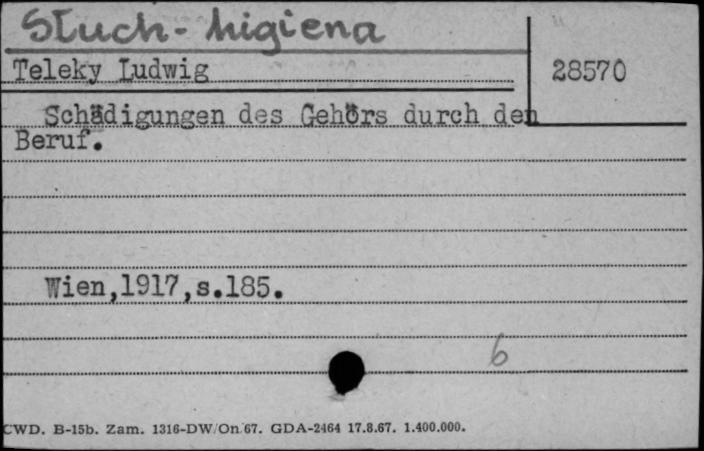 Słuch - higiena
Teleky Ludwig
28570
Schädigungen des Gehörs durch den
Beruf.
Wien,1917,s.185.
6
CWD. B-15b. Zam. 1316-DW/On.67. GDA-2464 17.8.67. 1.400.000.